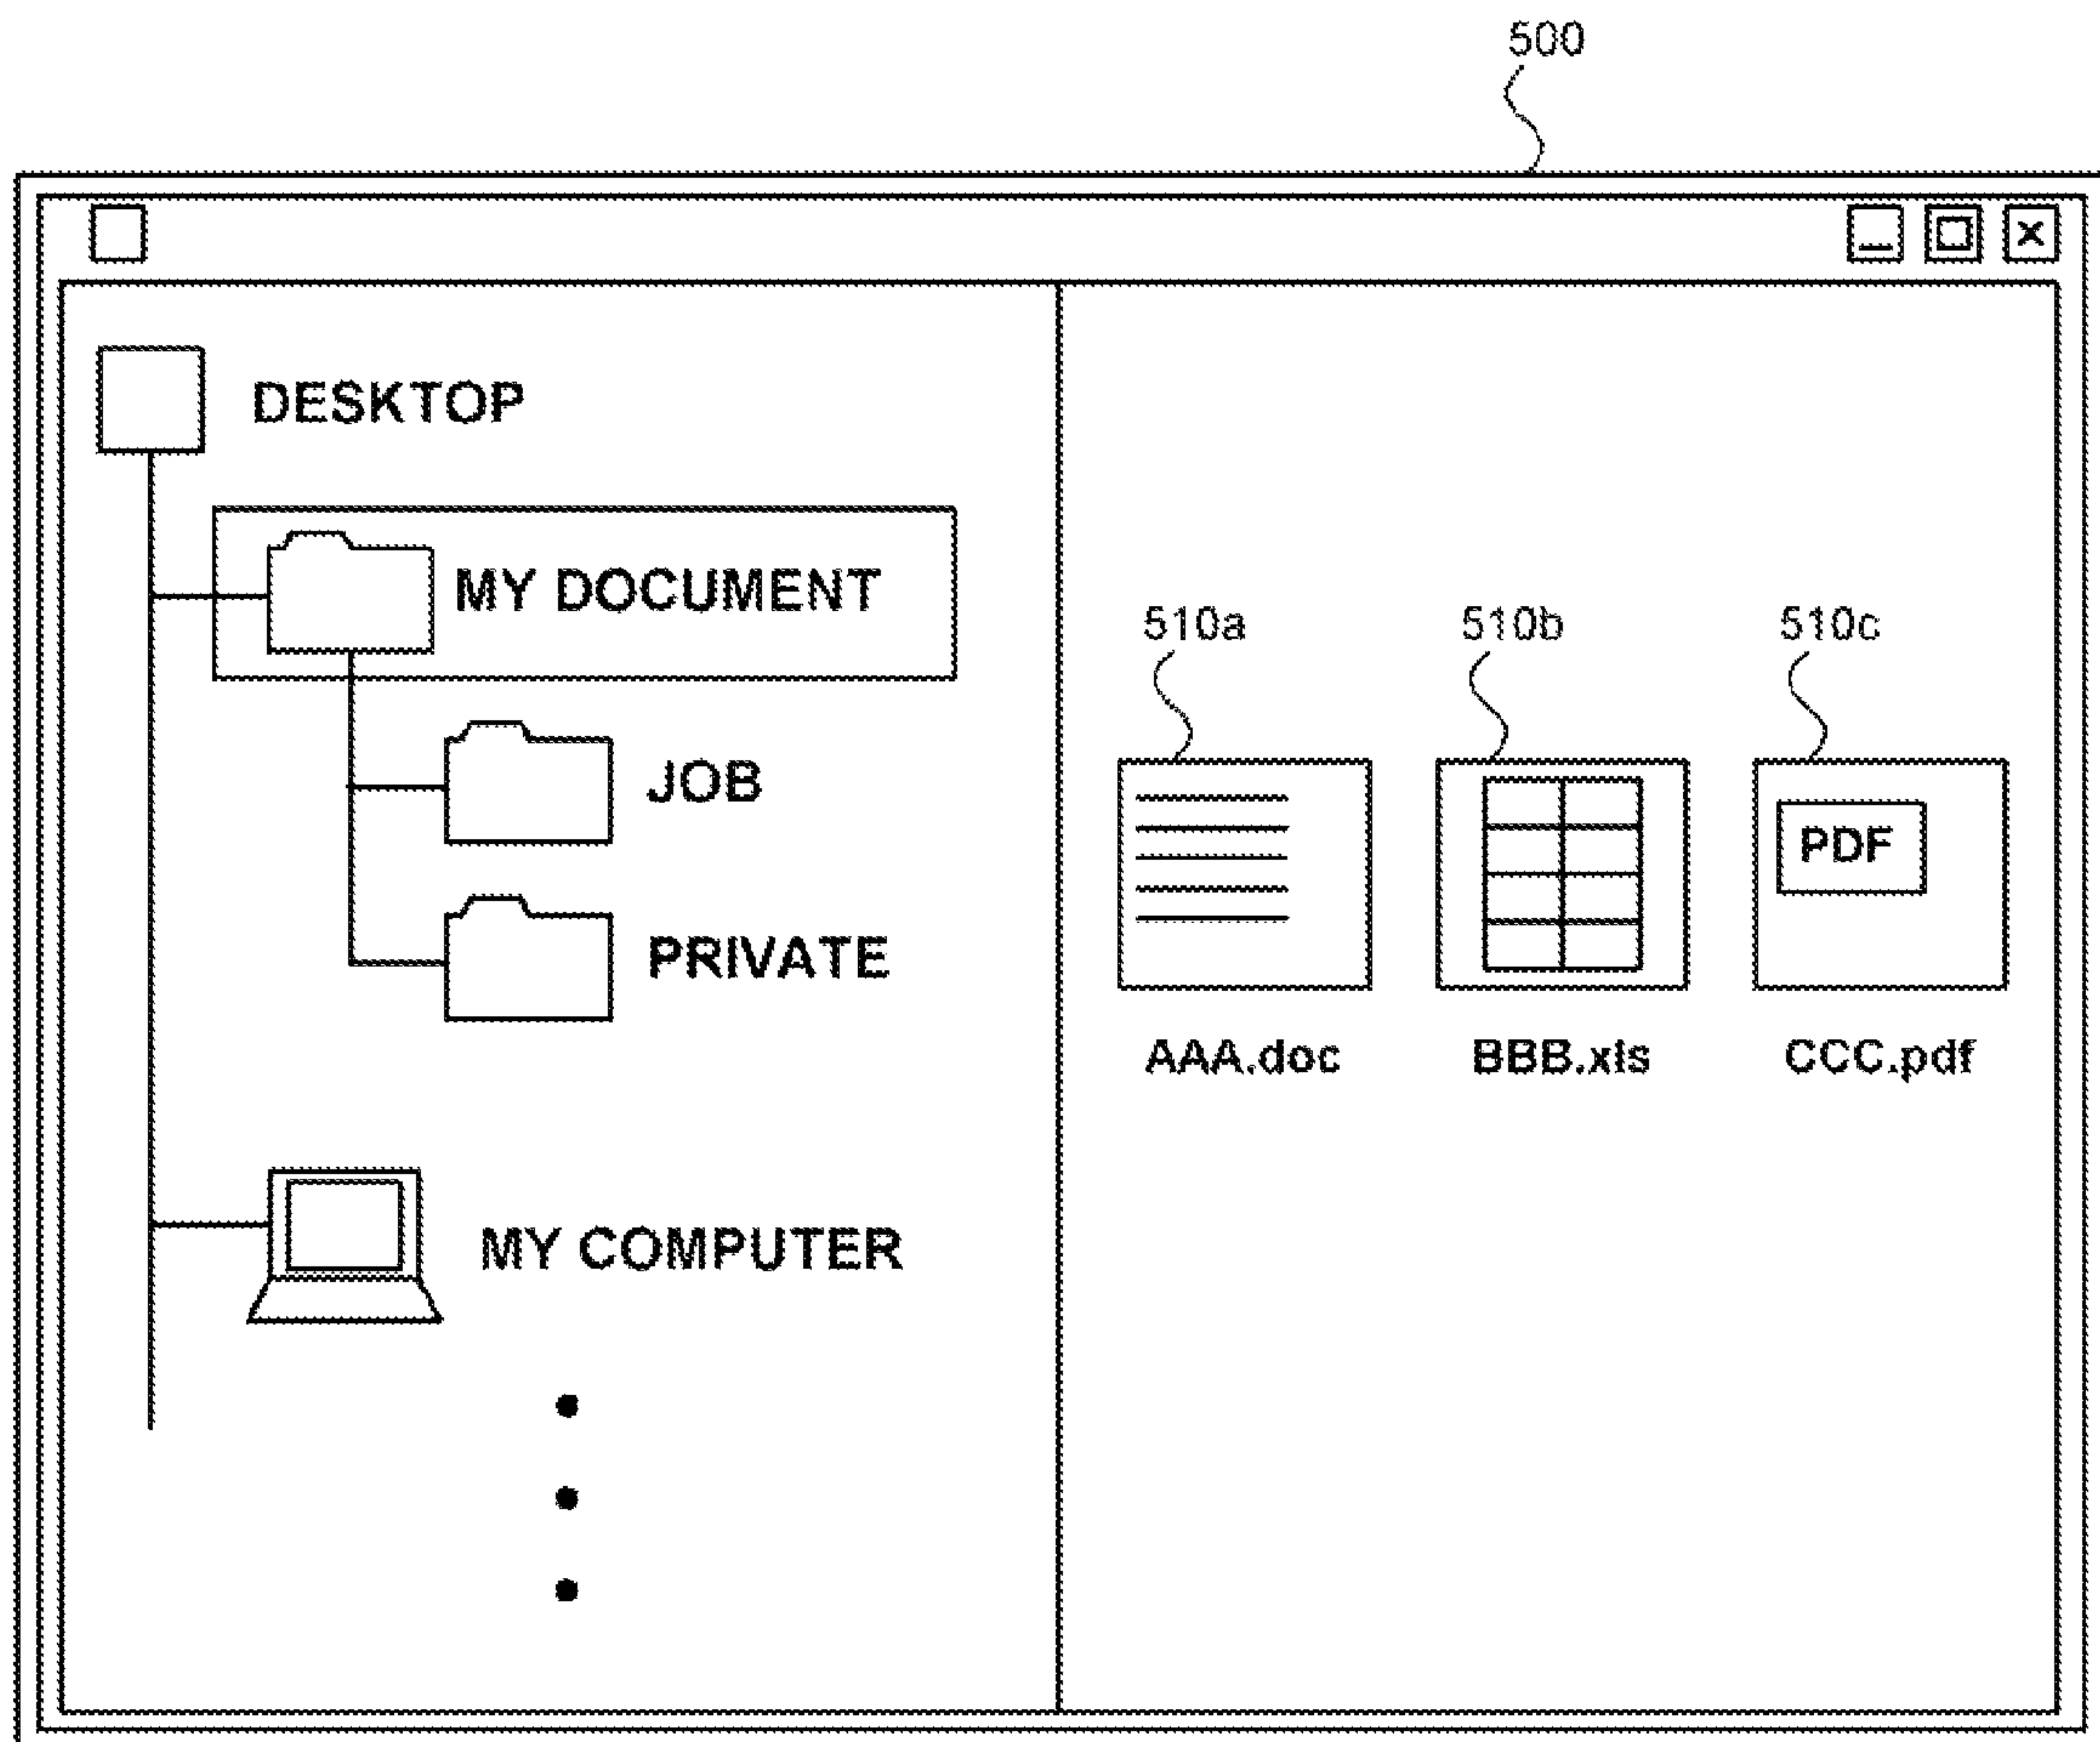 500
DESKTOP
MY DOCUMENT
JOB
PRIVATE
MY COMPUTER
510a 510b 510c
PDF
AAA.doc BBB.xls CCC.pdf